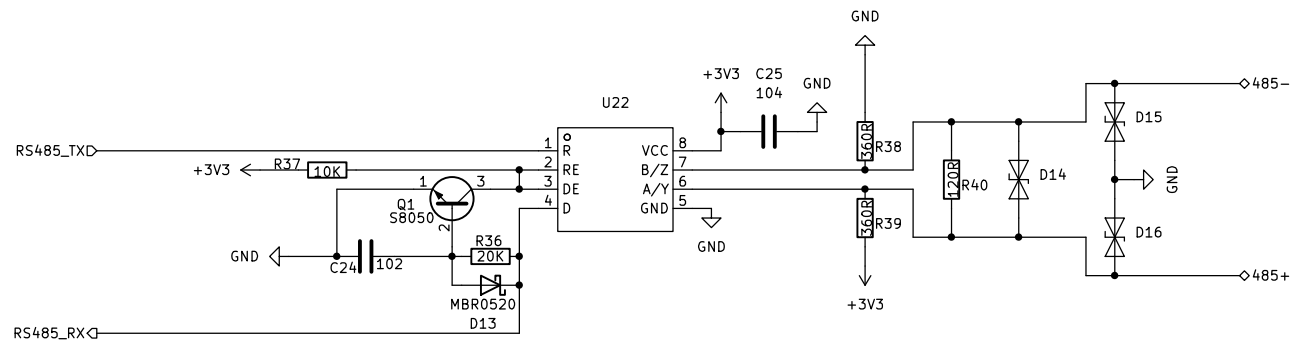 GND
+3V3
C25
104
GND
U22
485-
D15
RS485_TXD
1
R
VCC
8
360R
R38
+3V3
R37
10K
2
RE
B/Z
7
120R
R40
D14
GND
1
3
3
DE
A/Y
6
Q1
S8050
4
D
GND
5
360R
R39
2
GND
D16
R36
20K
GND
C24
102
485+
MBR0520
D13
+3V3
RS485_RX